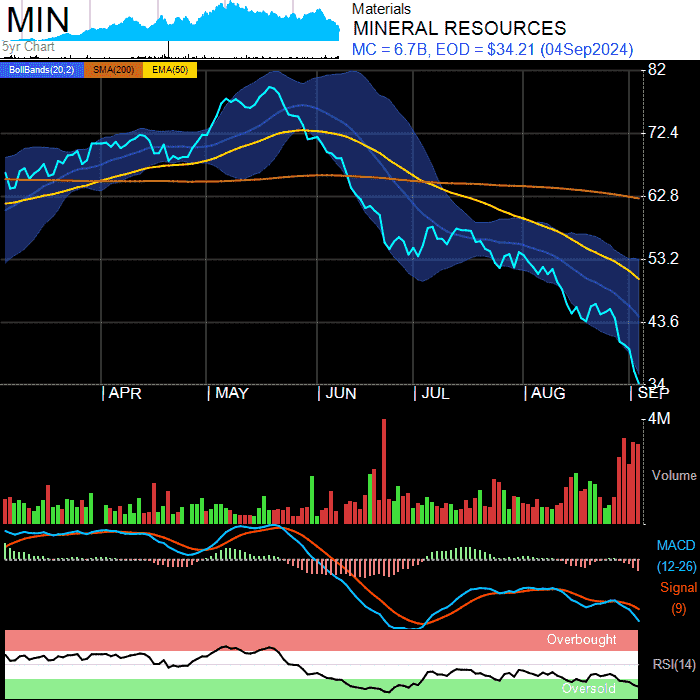 MIN
5yr Chart
Materials
MINERAL RESOURCES
MC = 6.7B, EOD = $34.21 (04Sep2024)
BollBands(20,2) SMA(200) EMA(50)
82
72.4
62.8
53.2
43.6
34
APR MAY JUN JUL AUG SEP
4M
Volume
MACD
(12-26)
Signal
(9)
Overbought
RSI(14)
Oversold